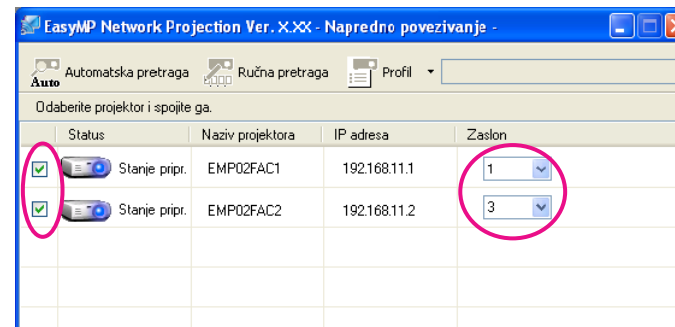 EasyMP Network Projection Ver. X.XX - Napredno povezivanje -
Auto Automatska pretraga Ručna pretraga Profil
Odaberite projektor i spojite ga.
Status Naziv projektora IP adresa Zaslon
Stanje pripr. EMP02FAC1 192.168.11.1 1
Stanje pripr. EMP02FAC2 192.168.11.2 3